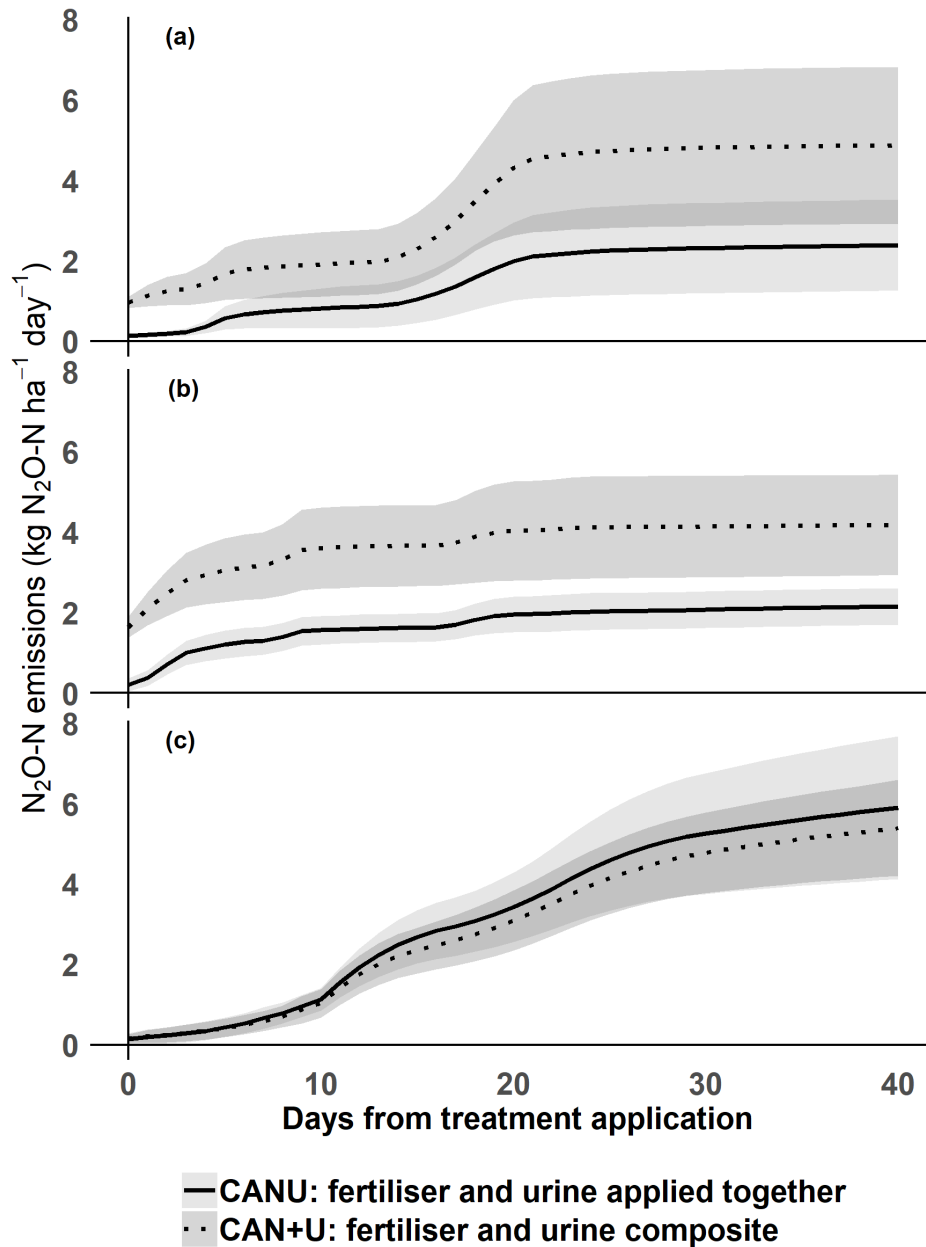 N₂O-N emissions (kg N₂O-N ha⁻¹ day⁻¹)
(a)
8
6
4
2
0
(b)
8
6
4
2
0
(c)
8
6
4
2
0
0 10 20 30 40
Days from treatment application
CANU: fertiliser and urine applied together
CAN+U: fertiliser and urine composite